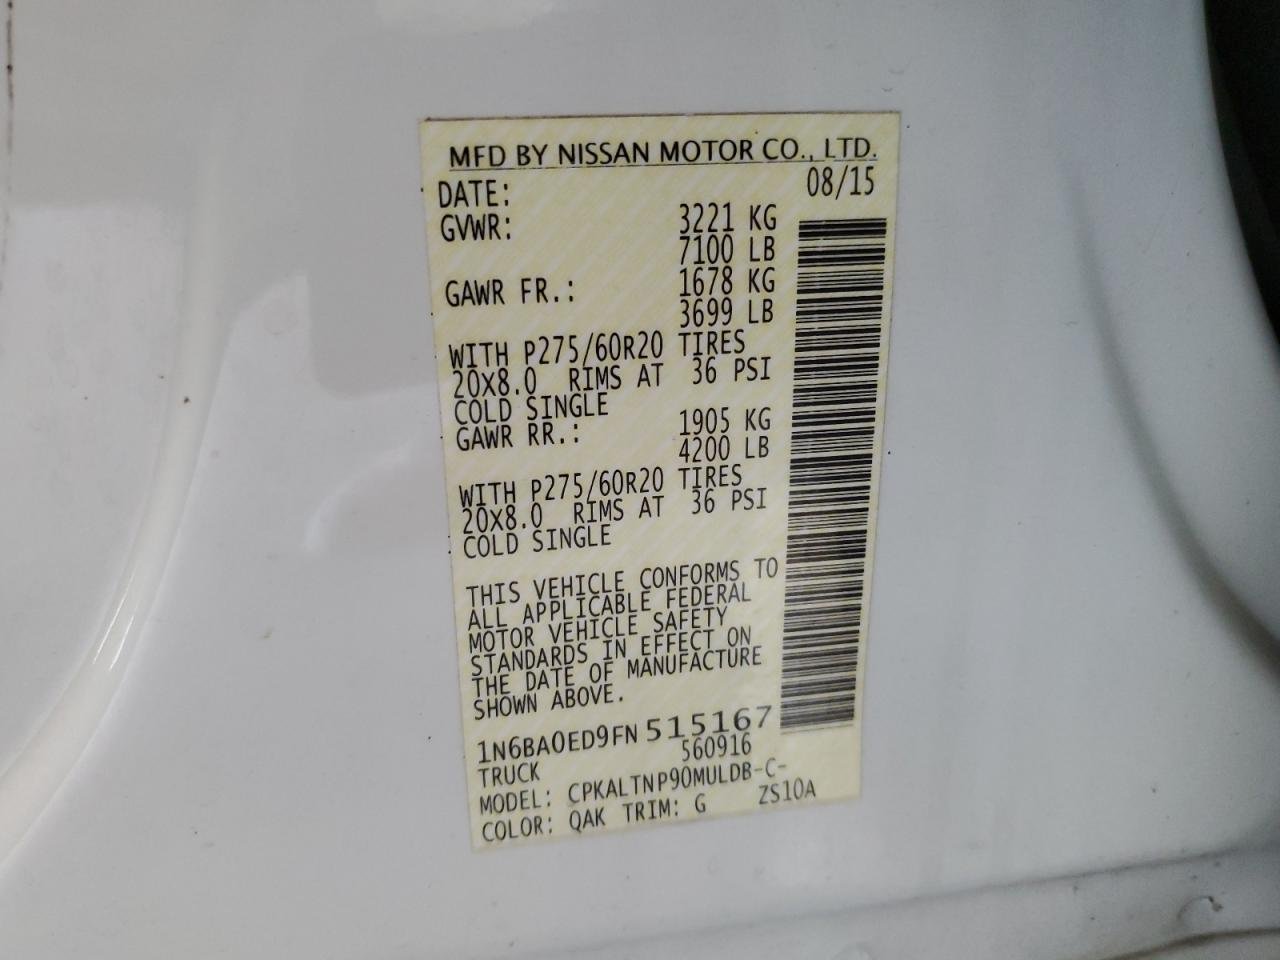 MFD BY NISSAN MOTOR CO., LTD.
DATE: 08/15
GVWR: 3221 KG
7100 LB
GAWR FR.: 1678 KG
3699 LB
WITH P275/60R20 TIRES
20X8.0 RIMS AT 36 PSI
COLD SINGLE
GAWR RR.: 1905 KG
4200 LB
WITH P275/60R20 TIRES
20X8.0 RIMS AT 36 PSI
COLD SINGLE
THIS VEHICLE CONFORMS TO
ALL APPLICABLE FEDERAL
MOTOR VEHICLE SAFETY
STANDARDS IN EFFECT ON
THE DATE OF MANUFACTURE
SHOWN ABOVE.
1N6BA0ED9FN 515167
TRUCK 560916
MODEL: CPKALTNP90MULDB-C-
COLOR: QAK TRIM: G ZS10A